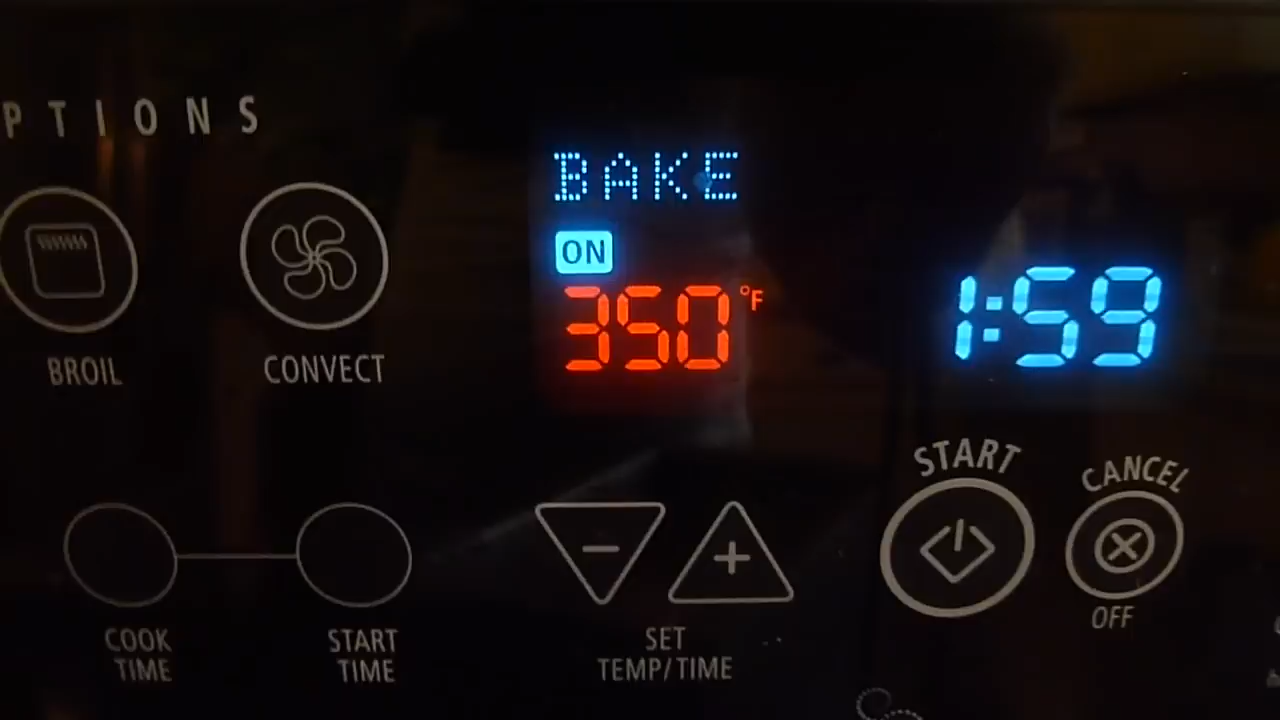 PTIONS
BAKE
ON
350°F
1:59
BROIL
CONVECT
START
CANCEL
OFF
COOK
TIME
START
TIME
SET
TEMP/TIME